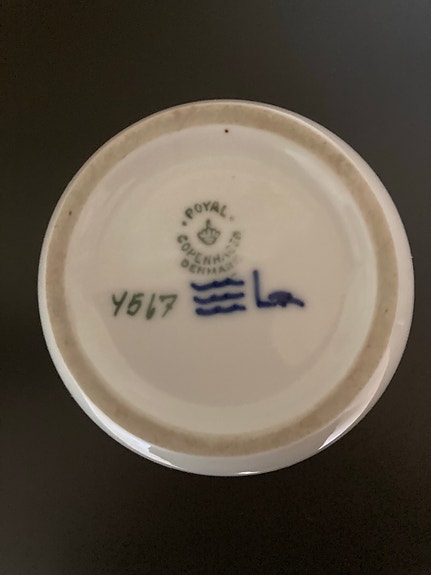 ROYAL
COPENHAGEN
DENMARK
4567